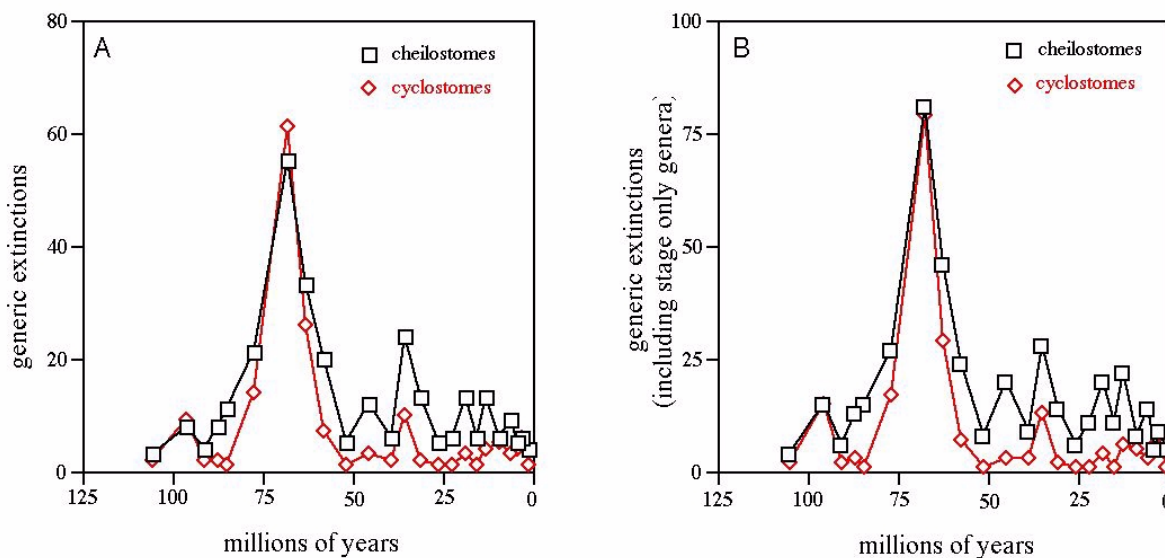 A
cheilostomes
cyclostomes
80
60
40
20
0
125
100
75
50
25
0
generic extinctions
millions of years
B
cheilostomes
cyclostomes
100
75
50
25
0
125
100
75
50
25
0
generic extinctions
(including stage only genera)
millions of years